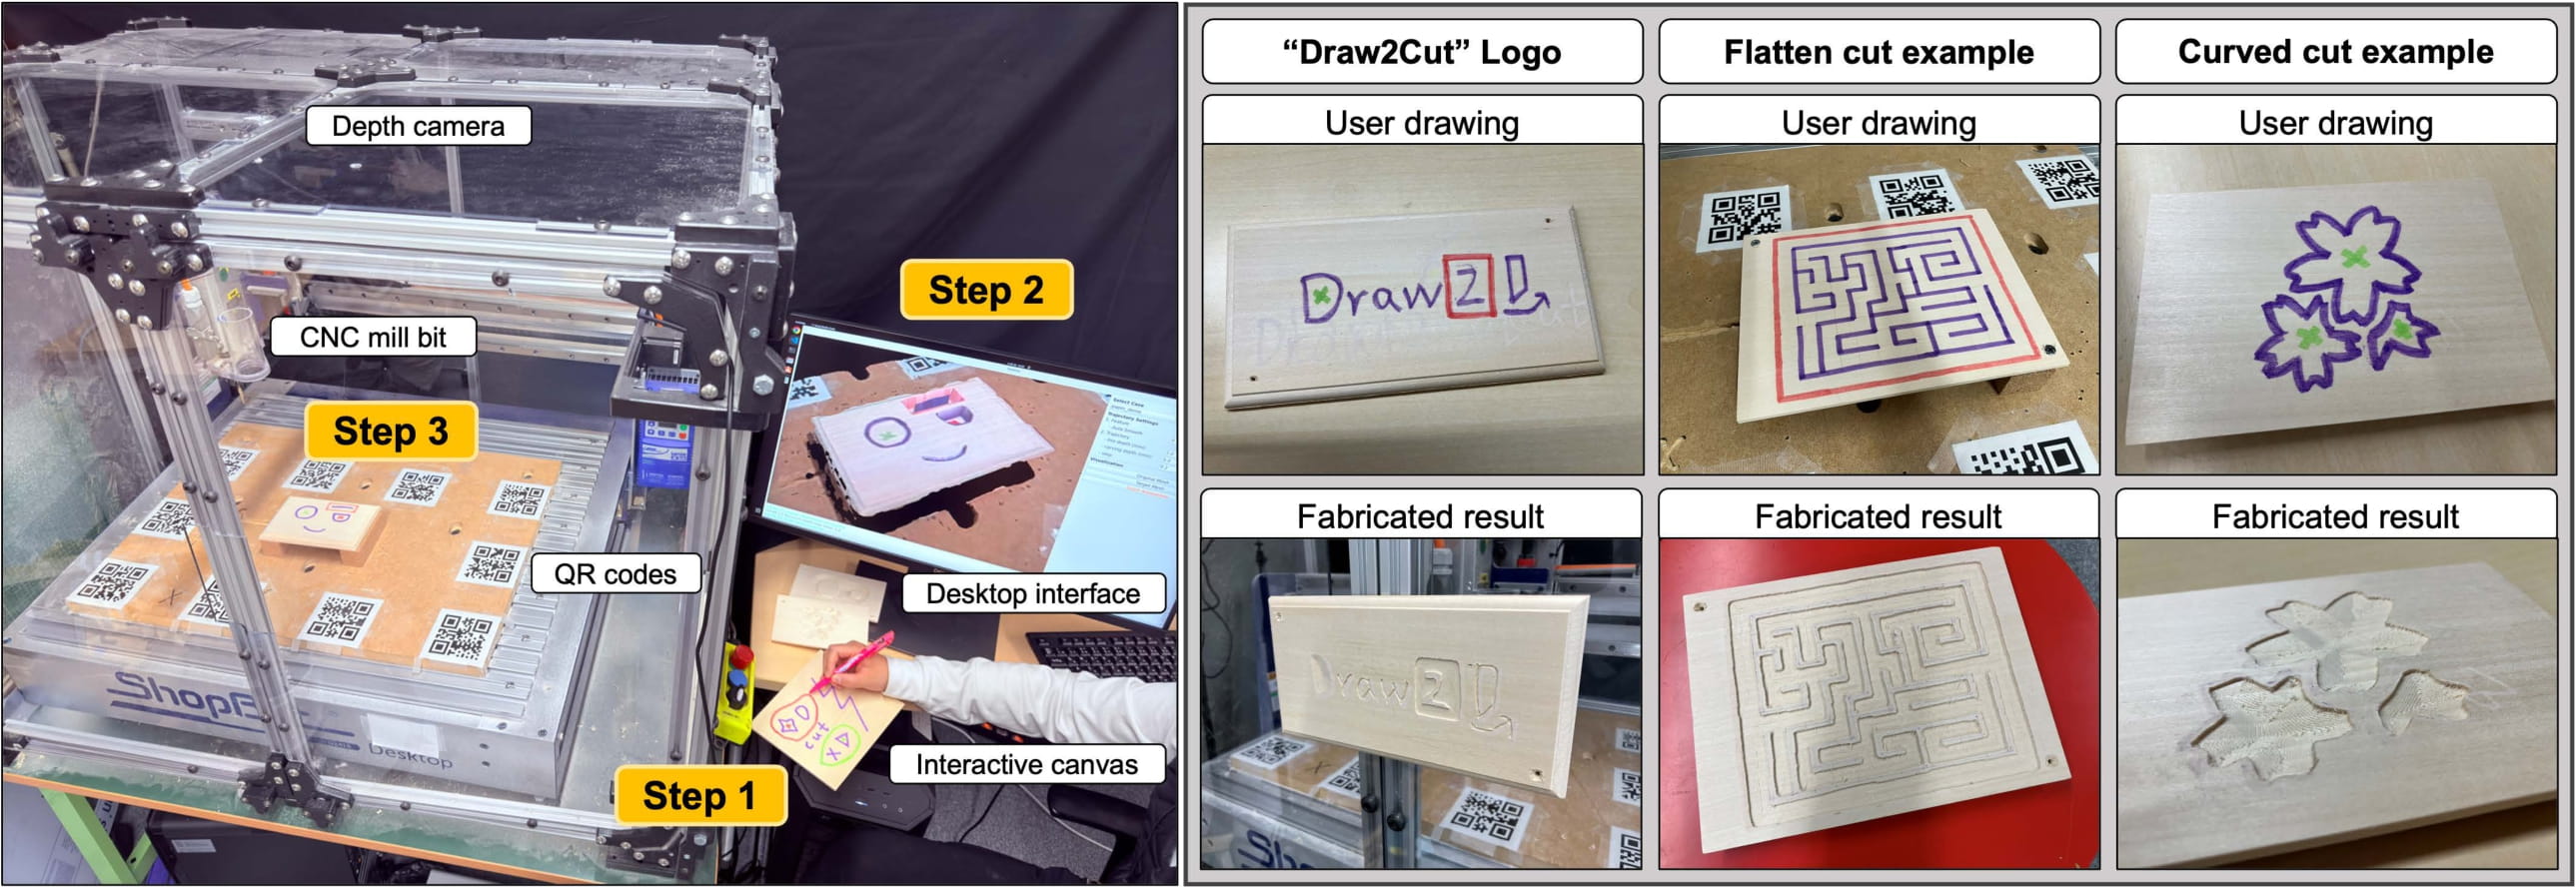 Depth camera
CNC mill bit
Step 3
Step 2
QR codes
Desktop interface
Interactive canvas
Step 1
Desktop
cut
“Draw2Cut” Logo
User drawing
Draw2
Fabricated result
Draw2
Flatten cut example
User drawing
Fabricated result
Curved cut example
User drawing
Fabricated result